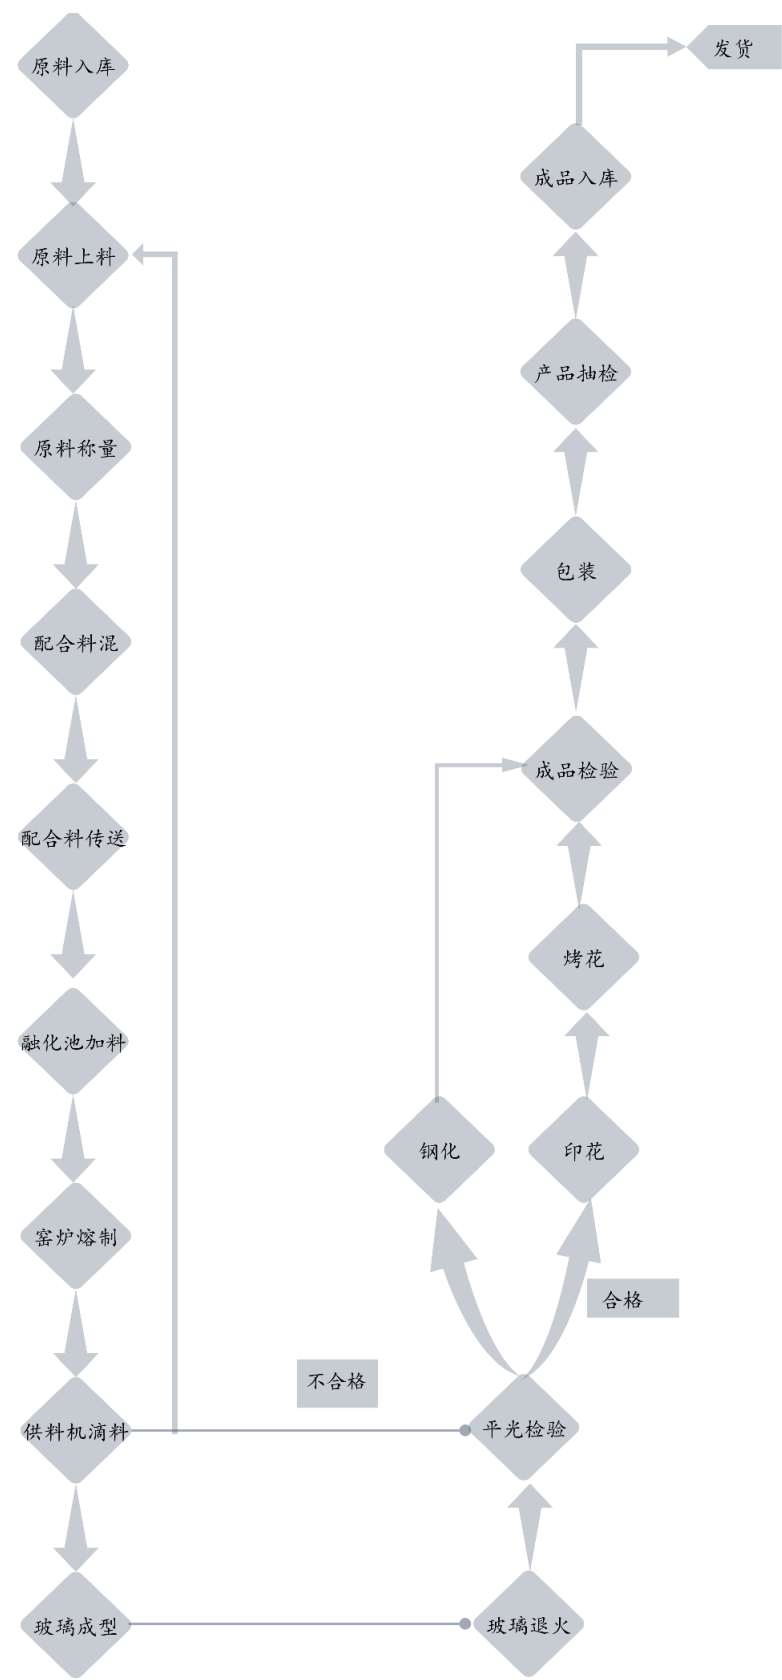 原料入库
原料上料
原料称量
配合料混
配合料传送
融化池加料
窑炉熔制
供料机滴料
玻璃成型
玻璃退火
平光检验
不合格
合格
钢化
印花
烤花
成品检验
包装
产品抽检
成品入库
发货